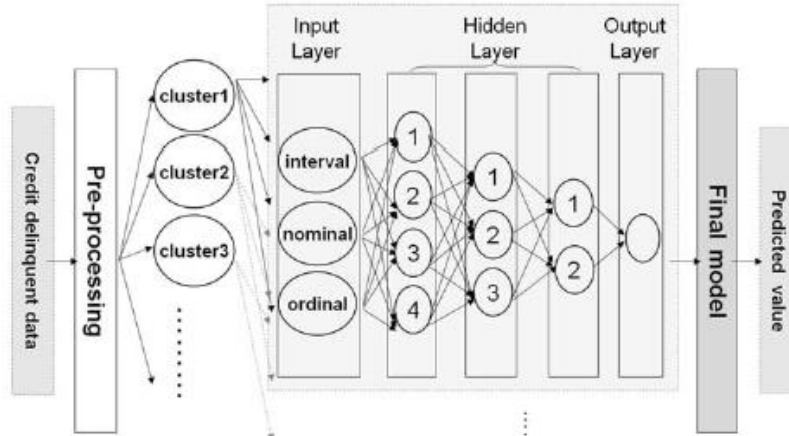 Input
Layer
Hidden
Layer
Output
Layer
Credit delinquent data
Pre-processing
cluster1
cluster2
cluster3
interval
nominal
ordinal
1
2
3
4
1
2
3
1
2
Final model
Predicted value